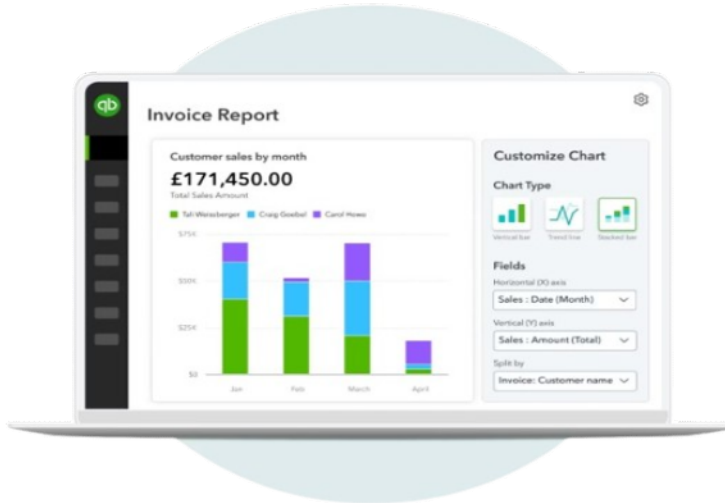 qb
Invoice Report
Customer sales by month
£171,450.00
Total Sales Amount
Tali Weissberger Craig Goebel Carol Howe
$75K
$50K
$25K
$0
Jan Feb March April
Customize Chart
Chart Type
Vertical bar Trend line Stacked bar
Fields
Horizontal (X) axis
Sales : Date (Month)
Vertical (Y) axis
Sales : Amount (Total)
Split by
Invoice: Customer name